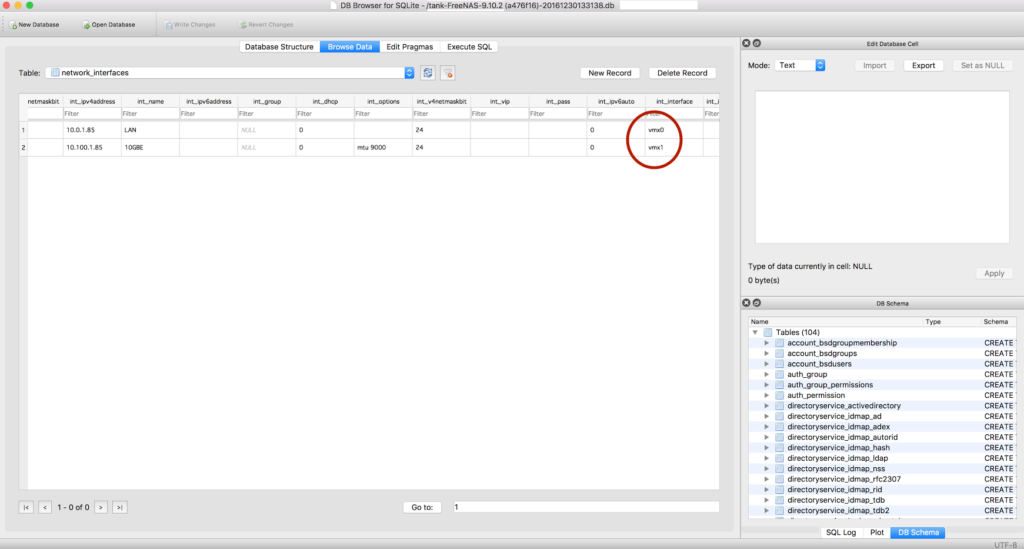 DB Browser for SQLite - /tank-FreeNAS-9.10.2 (a476f16)-20161230133138.db
New Database Open Database Write Changes Revert Changes
Database Structure Browse Data Edit Pragmas Execute SQL
Table: network_interfaces New Record Delete Record
netmaskbit int_ipv4address int_name int_ipv6address int_group int_dhcp int_options int_v4netmaskbit int_vip int_pass int_ipv6auto int_interface int_i
Filter Filter Filter Filter Filter Filter Filter Filter Filter Filter Filter Filter
1 10.0.1.85 LAN NULL 0 24 0 vmx0
2 10.100.1.85 10GBE NULL 0 mtu 9000 24 0 vmx1
|< < 1 - 0 of 0 > >| Go to: 1
Edit Database Cell
Mode: Text Import Export Set as NULL
Type of data currently in cell: NULL
0 byte(s)
Apply
DB Schema
Name Type Schema
Tables (104)
account_bsdgroupmembership CREATE
account_bsdgroups CREATE
account_bsdusers CREATE
auth_group CREATE
auth_group_permissions CREATE
auth_permission CREATE
directoryservice_activedirectory CREATE
directoryservice_idmap_ad CREATE
directoryservice_idmap_adex CREATE
directoryservice_idmap_autorid CREATE
directoryservice_idmap_hash CREATE
directoryservice_idmap_ldap CREATE
directoryservice_idmap_nss CREATE
directoryservice_idmap_rfc2307 CREATE
directoryservice_idmap_rid CREATE
directoryservice_idmap_tdb CREATE
directoryservice_idmap_tdb2 CREATE
SQL Log Plot DB Schema
UTF-8